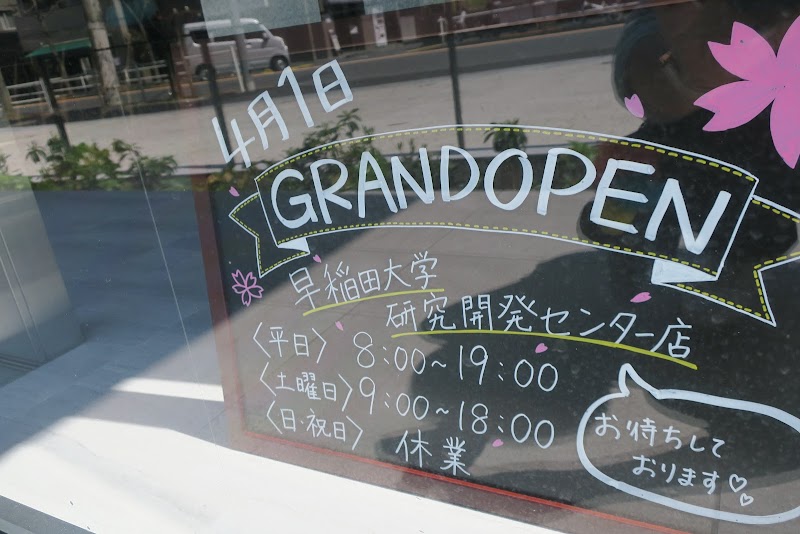 4月1日
GRANDOPEN
早稲田大学
研究開発センター店
〈平日〉 8:00~19:00
〈土曜日〉 9:00~18:00
〈日・祝日〉 休業
お待ちして
おります♡♡